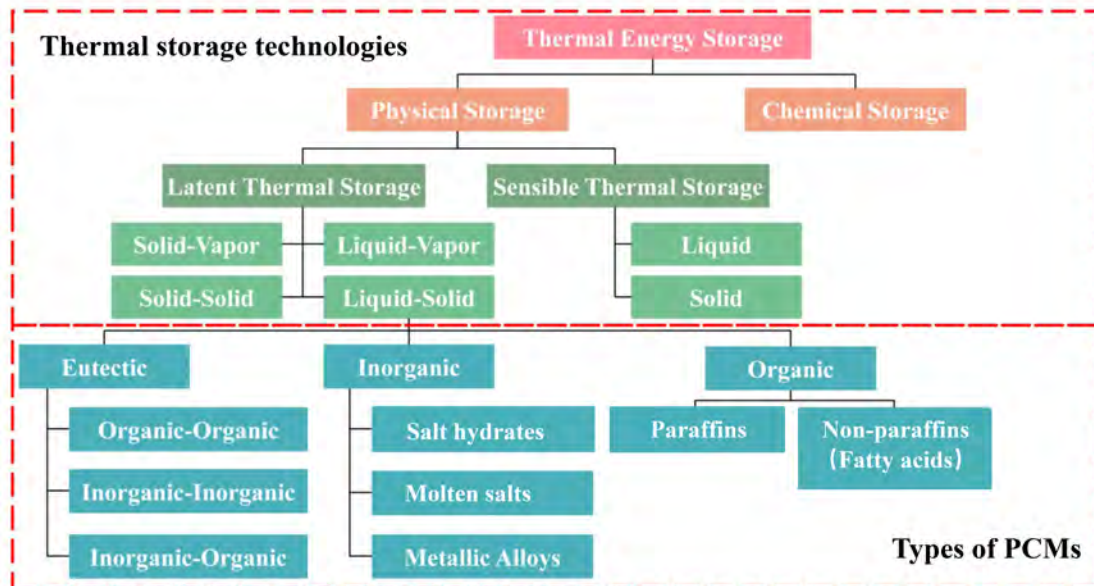 Thermal storage technologies
Thermal Energy Storage
Physical Storage
Chemical Storage
Latent Thermal Storage
Sensible Thermal Storage
Solid-Vapor
Liquid-Vapor
Liquid
Solid-Solid
Liquid-Solid
Solid
Eutectic
Inorganic
Organic
Organic-Organic
Salt hydrates
Paraffins
Non-paraffins
(Fatty acids)
Inorganic-Inorganic
Molten salts
Inorganic-Organic
Metallic Alloys
Types of PCMs